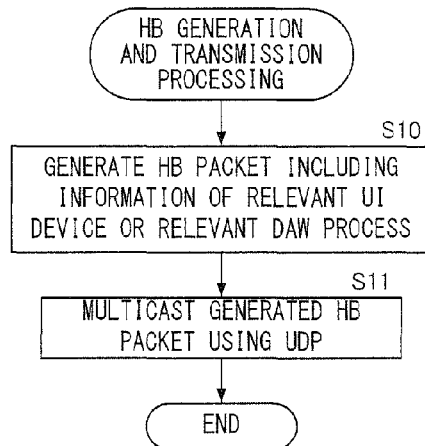 HB GENERATION
AND TRANSMISSION
PROCESSING
S10
GENERATE HB PACKET INCLUDING
INFORMATION OF RELEVANT UI
DEVICE OR RELEVANT DAW PROCESS
S11
MULTICAST GENERATED HB
PACKET USING UDP
END